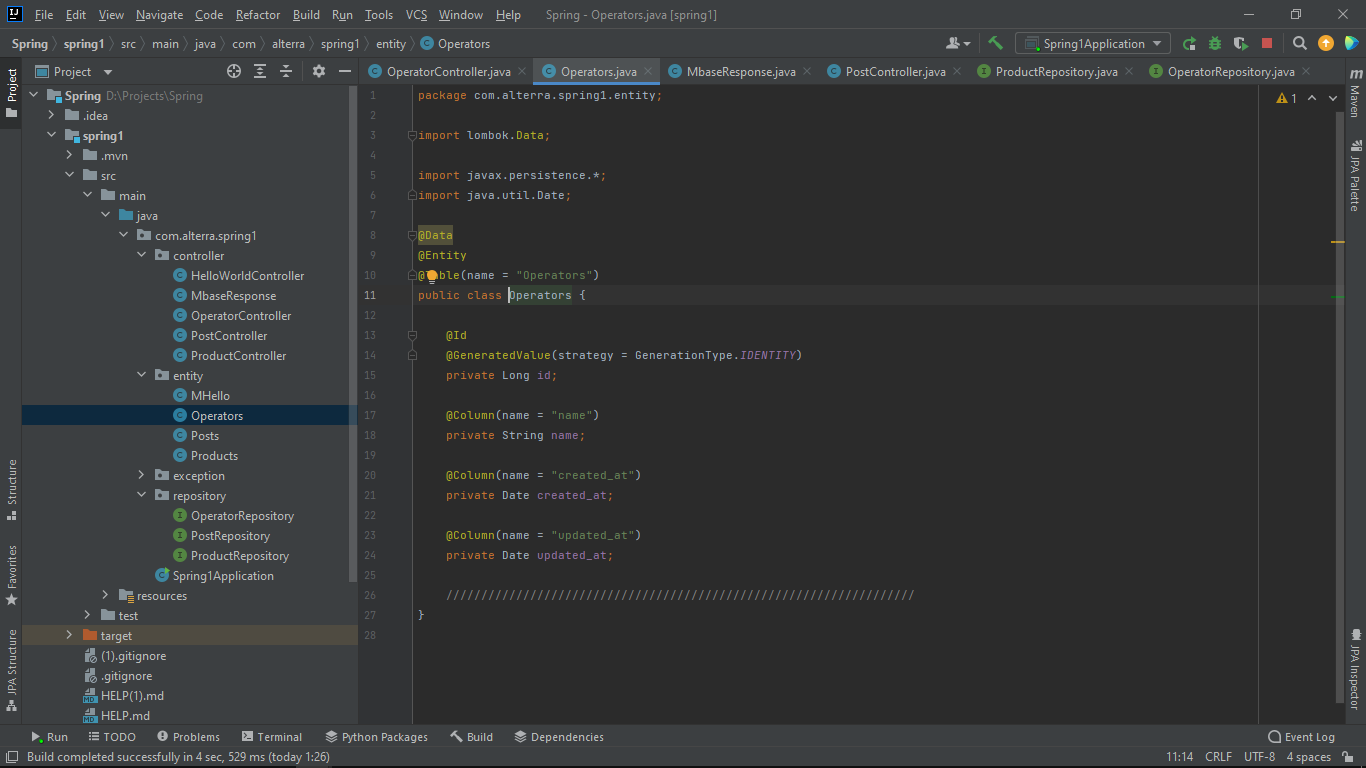 File Edit View Navigate Code Refactor Build Run Tools VCS Window Help Spring - Operators.java [spring1]
Spring spring1 src main java com alterra spring1 entity Operators Spring1Application
Project
OperatorController.java Operators.java MbaseResponse.java PostController.java ProductRepository.java OperatorRepository.java
Project
Structure
Favorites
JPA Structure
Spring D:\Projects\Spring
.idea
spring1
.mvn
src
main
java
com.alterra.spring1
controller
HelloWorldController
MbaseResponse
OperatorController
PostController
ProductController
entity
MHello
Operators
Posts
Products
exception
repository
OperatorRepository
PostRepository
ProductRepository
Spring1Application
resources
test
target
(1).gitignore
.gitignore
HELP(1).md
HELP.md
1 package com.alterra.spring1.entity;
2
3 import lombok.Data;
4
5 import javax.persistence.*;
6 import java.util.Date;
7
8 @Data
9 @Entity
10 @Table(name = "Operators")
11 public class Operators {
12
13 @Id
14 @GeneratedValue(strategy = GenerationType.IDENTITY)
15 private Long id;
16
17 @Column(name = "name")
18 private String name;
19
20 @Column(name = "created_at")
21 private Date created_at;
22
23 @Column(name = "updated_at")
24 private Date updated_at;
25
26 ///////////////////////////////////////////////////////////////////
27 }
28
1
Maven
JPA Palette
JPA Inspector
Run TODO Problems Terminal Python Packages Build Dependencies Event Log
Build completed successfully in 4 sec, 529 ms (today 1:26) 11:14 CRLF UTF-8 4 spaces